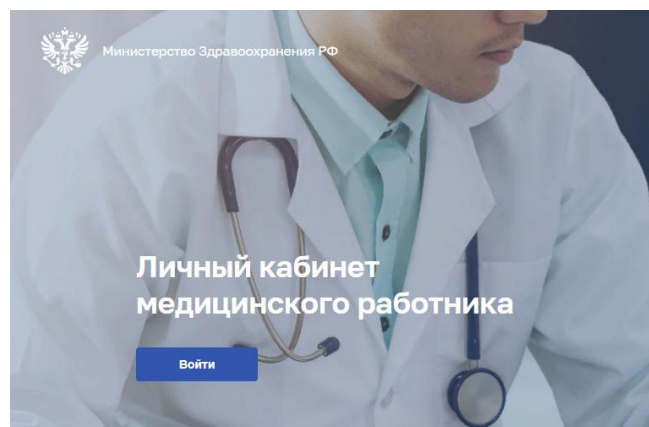 Министерство Здравоохранения РФ
Личный кабинет
медицинского работника
Войти